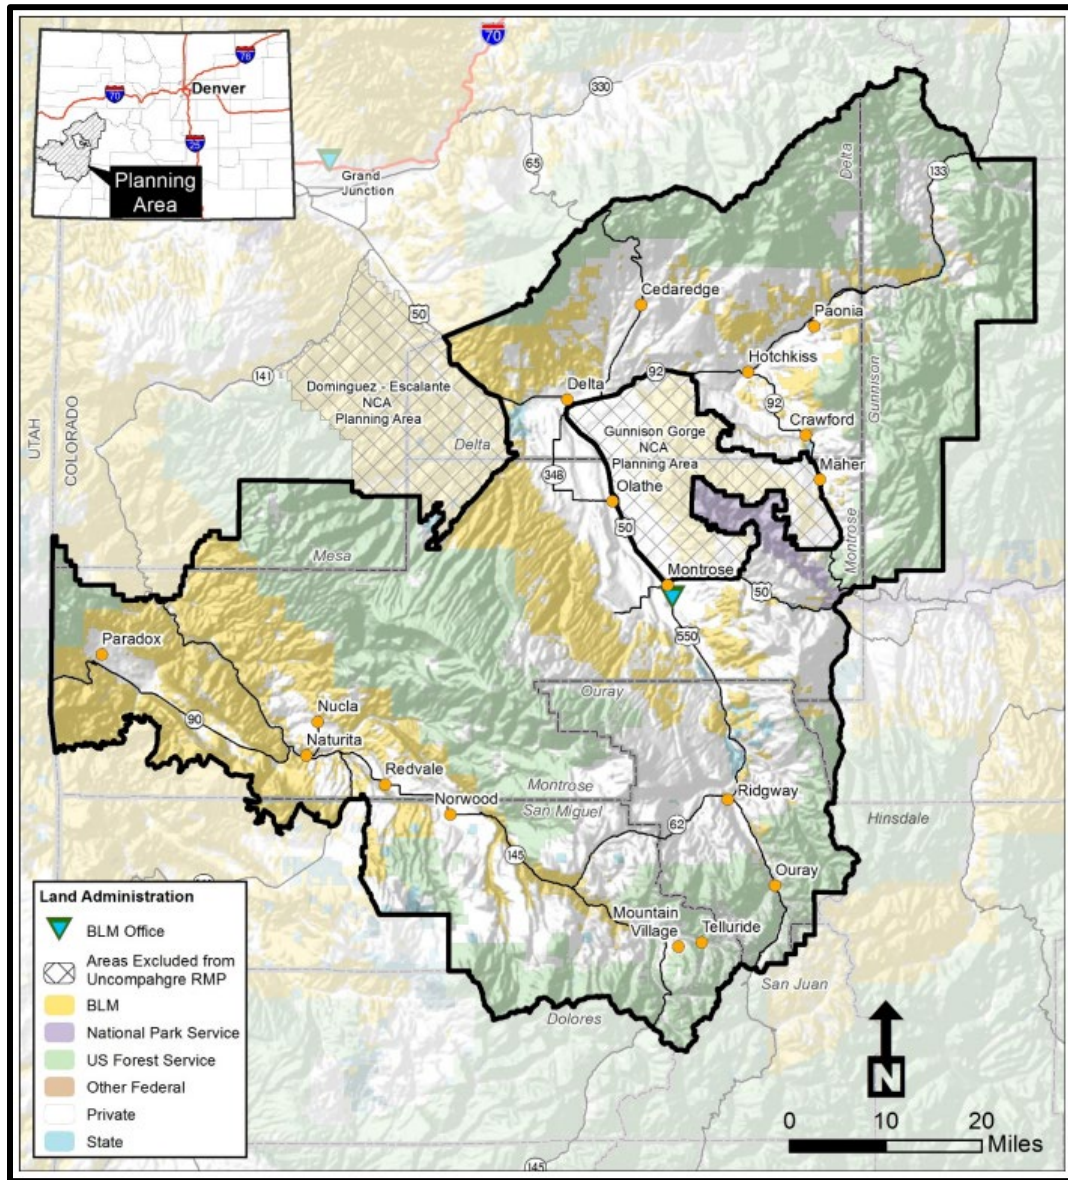 70
76
70
Denver
25
Planning
Area
330
65
Grand
Junction
Delta
133
50
Cedaredge
Paonia
Hotchkiss
Gunnison
141
Dominguez - Escalante
NCA
Planning Area
92
Delta
92
Crawford
UTAH
COLORADO
Delta
Gunnison Gorge
NCA
Planning Area
Maher
348
Olathe
50
Montrose
Mesa
Montrose
50
550
Paradox
Ouray
90
Nucla
Naturita
Redvale
Montrose
San Miguel
Norwood
Ridgway
62
Hinsdale
145
Ouray
Mountain
Village
Telluride
San Juan
Dolores
Land Administration
BLM Office
Areas Excluded from
Uncompahgre RMP
BLM
National Park Service
US Forest Service
Other Federal
Private
State
N
0 10 20
Miles
145